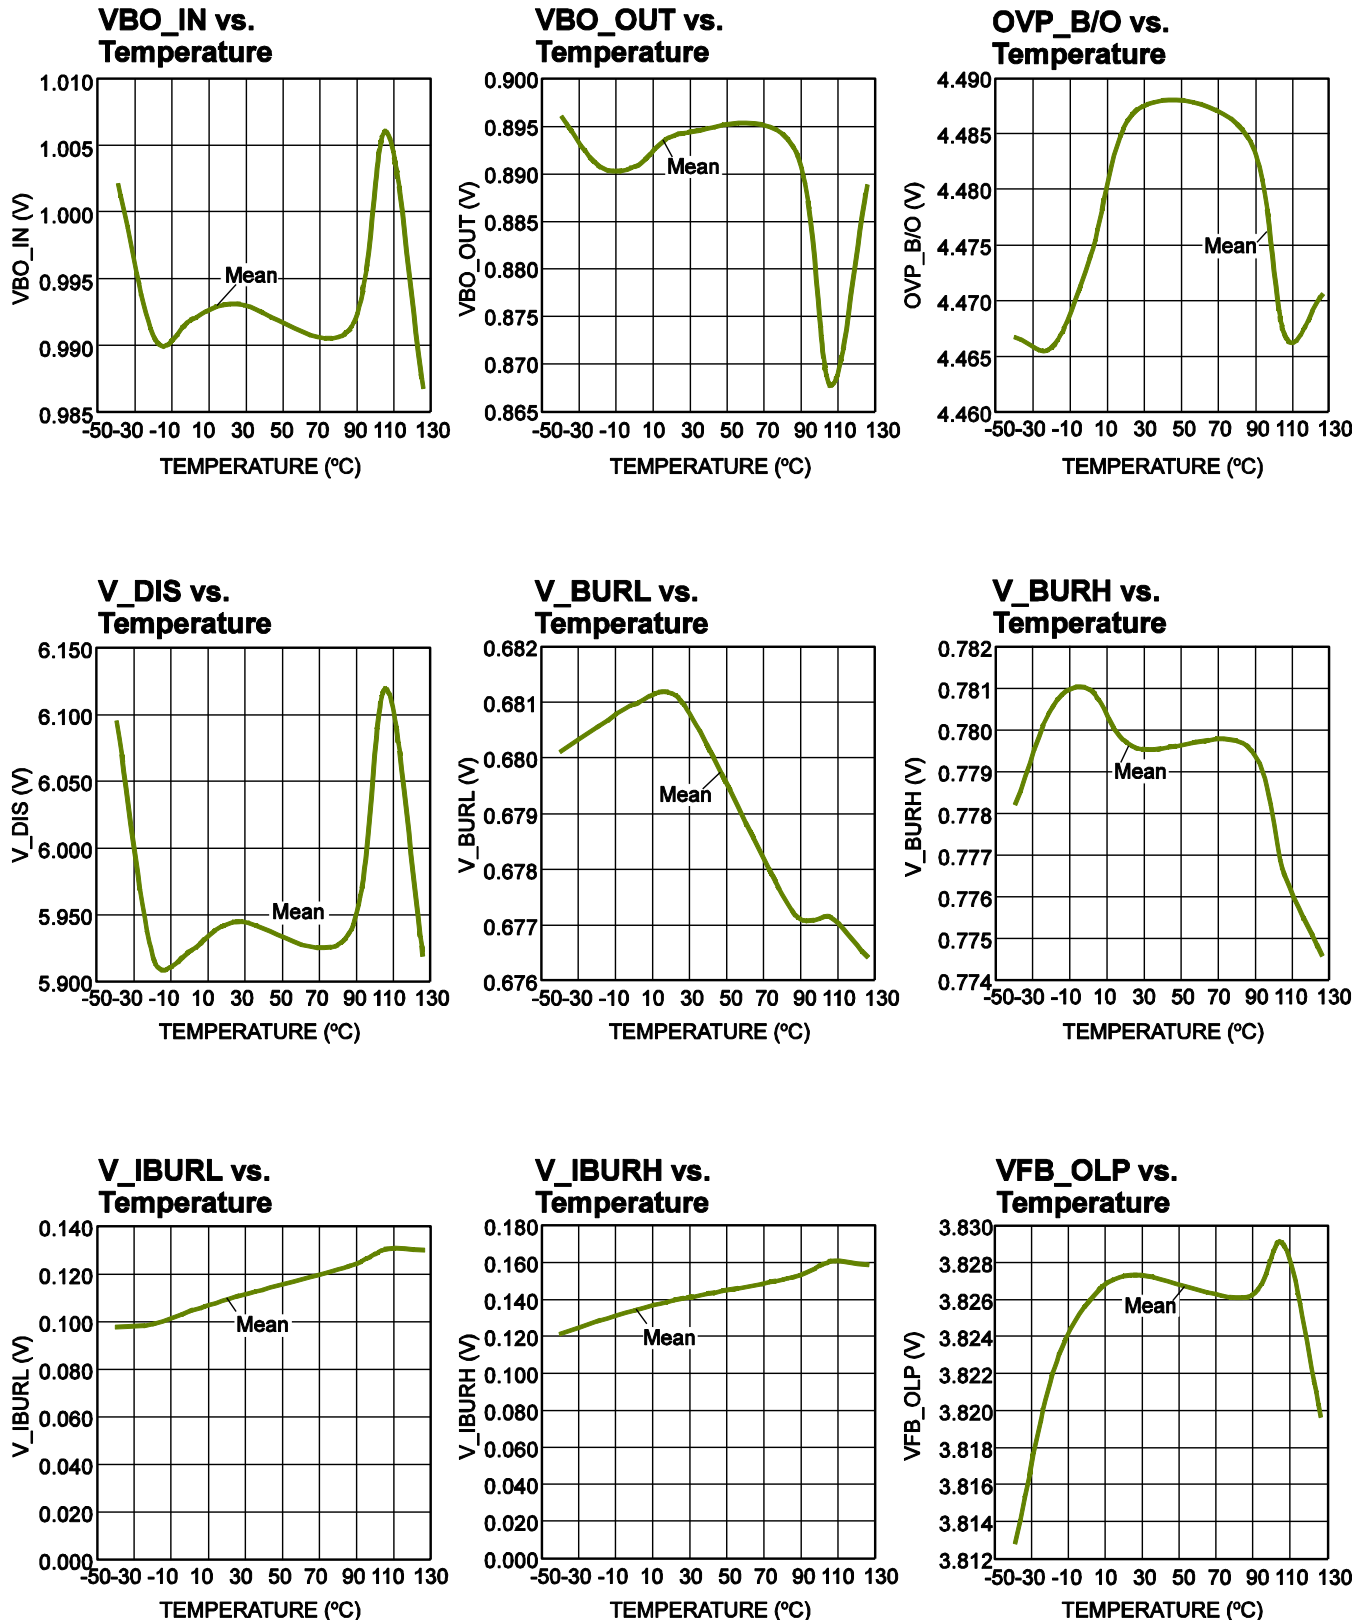 VBO_IN vs.
Temperature
1.010
1.005
1.000
0.995
0.990
0.985
VBO_IN (V)
Mean
-50 -30 -10 10 30 50 70 90 110 130
TEMPERATURE (ºC)
VBO_OUT vs.
Temperature
0.900
0.895
0.890
0.885
0.880
0.875
0.870
0.865
VBO_OUT (V)
Mean
-50 -30 -10 10 30 50 70 90 110 130
TEMPERATURE (ºC)
OVP_B/O vs.
Temperature
4.490
4.485
4.480
4.475
4.470
4.465
4.460
OVP_B/O (V)
Mean
-50 -30 -10 10 30 50 70 90 110 130
TEMPERATURE (ºC)
V_DIS vs.
Temperature
6.150
6.100
6.050
6.000
5.950
5.900
V_DIS (V)
Mean
-50 -30 -10 10 30 50 70 90 110 130
TEMPERATURE (ºC)
V_BURL vs.
Temperature
0.682
0.681
0.680
0.679
0.678
0.677
0.676
V_BURL (V)
Mean
-50 -30 -10 10 30 50 70 90 110 130
TEMPERATURE (ºC)
V_BURH vs.
Temperature
0.782
0.781
0.780
0.779
0.778
0.777
0.776
0.775
0.774
V_BURH (V)
Mean
-50 -30 -10 10 30 50 70 90 110 130
TEMPERATURE (ºC)
V_IBURL vs.
Temperature
0.140
0.120
0.100
0.080
0.060
0.040
0.020
0.000
V_IBURL (V)
Mean
-50 -30 -10 10 30 50 70 90 110 130
TEMPERATURE (ºC)
V_IBURH vs.
Temperature
0.180
0.160
0.140
0.120
0.100
0.080
0.060
0.040
0.020
0.000
V_IBURH (V)
Mean
-50 -30 -10 10 30 50 70 90 110 130
TEMPERATURE (ºC)
VFB_OLP vs.
Temperature
3.830
3.828
3.826
3.824
3.822
3.820
3.818
3.816
3.814
3.812
VFB_OLP (V)
Mean
-50 -30 -10 10 30 50 70 90 110 130
TEMPERATURE (ºC)